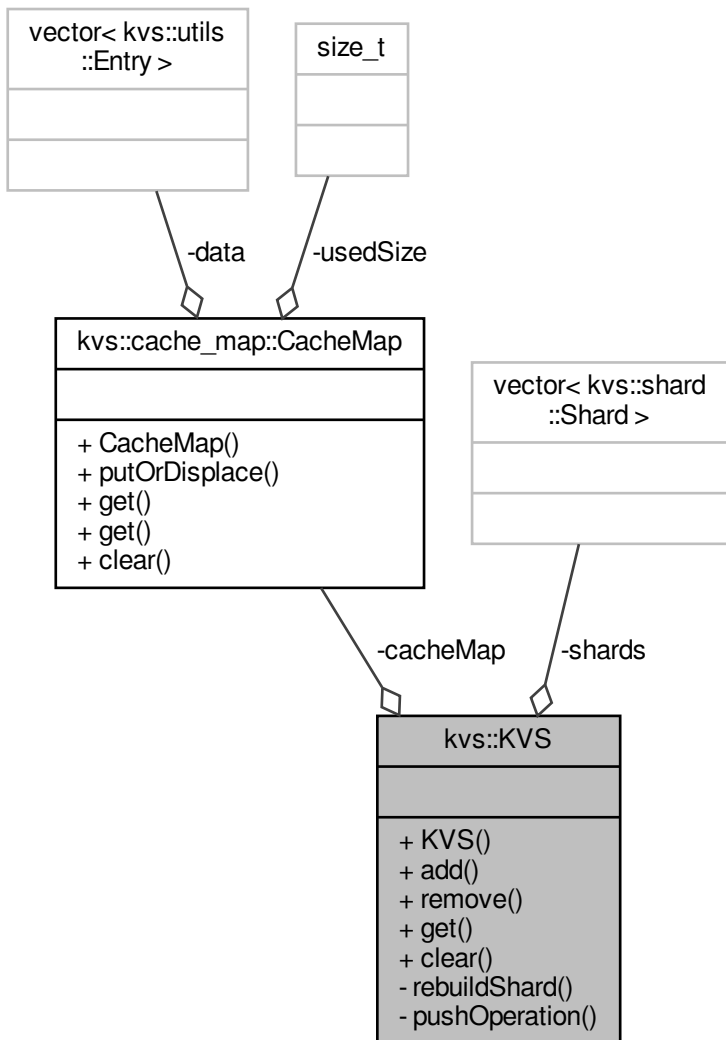 vector< kvs::utils
::Entry >
size_t
-data
-usedSize
kvs::cache_map::CacheMap
+ CacheMap()
+ putOrDisplace()
+ get()
+ get()
+ clear()
vector< kvs::shard
::Shard >
-cacheMap
-shards
kvs::KVS
+ KVS()
+ add()
+ remove()
+ get()
+ clear()
- rebuildShard()
- pushOperation()